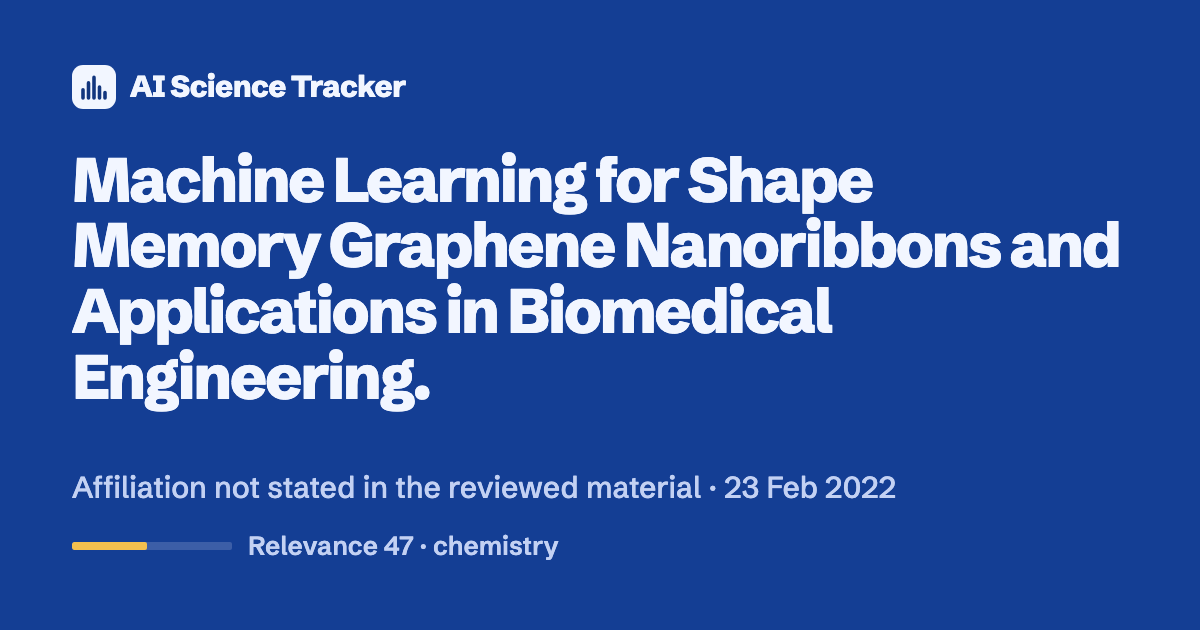 AI Science Tracker
Machine Learning for Shape
Memory Graphene Nanoribbons and
Applications in Biomedical
Engineering.
Affiliation not stated in the reviewed material · 23 Feb 2022
Relevance 47 · chemistry